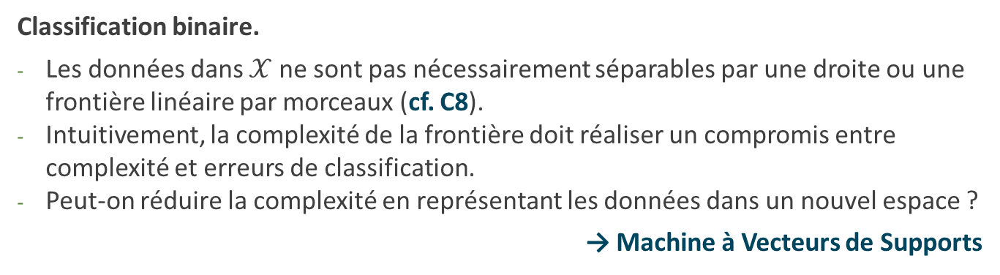 Classification binaire.
- Les données dans 𝒳 ne sont pas nécessairement séparables par une droite ou une
frontière linéaire par morceaux (cf. C8).
- Intuitivement, la complexité de la frontière doit réaliser un compromis entre
complexité et erreurs de classification.
- Peut-on réduire la complexité en représentant les données dans un nouvel espace ?
→ Machine à Vecteurs de Supports